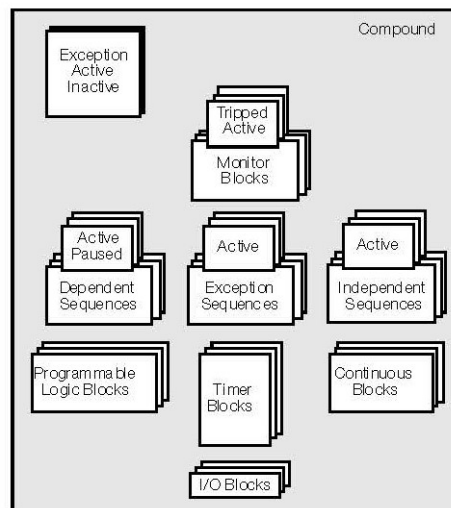 Compound
Exception
Active
Inactive
Tripped
Active
Monitor
Blocks
Active
Paused
Dependent
Sequences
Active
Exception
Sequences
Active
Independent
Sequences
Programmable
Logic Blocks
Timer
Blocks
Continuous
Blocks
I/O Blocks